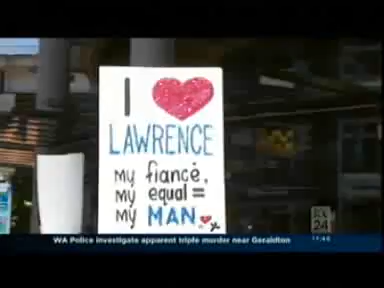 I
LAWRENCE
my fiancé,
my equal =
my MAN
24
WA Police investigate apparent triple murder near Geraldton